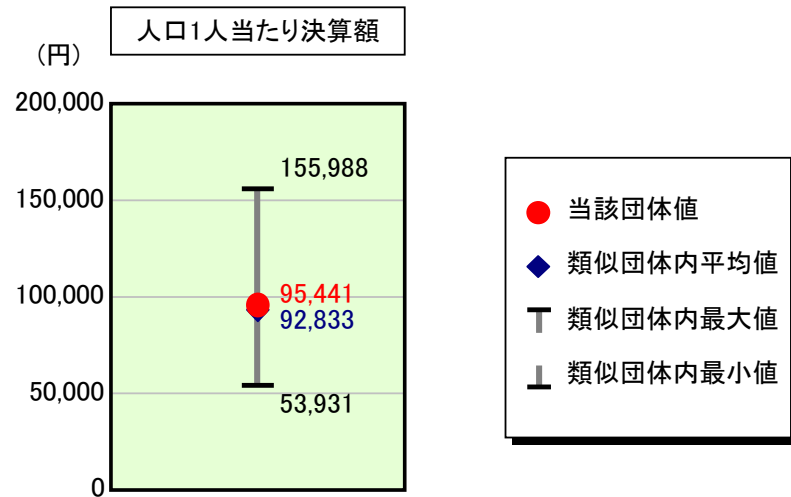 人口1人当たり決算額
(円)
200,000
150,000
100,000
50,000
0
155,988
95,441
92,833
53,931
当該団体値
類似団体内平均値
類似団体内最大値
類似団体内最小値